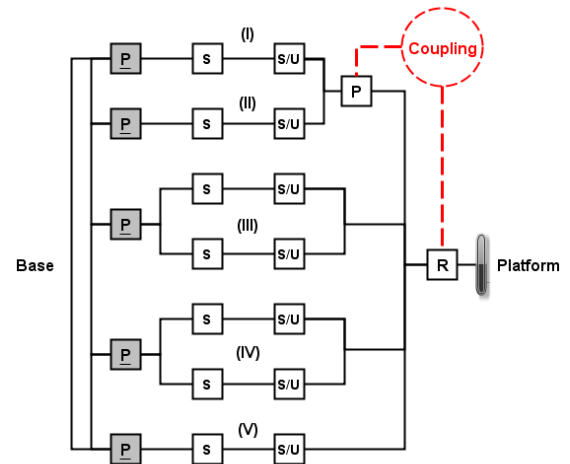 (I)
P S S/U
Coupling
P
(II)
P S S/U
S S/U
P
(III)
S S/U
Base
R
Platform
S S/U
P
(IV)
S S/U
(V)
P S S/U